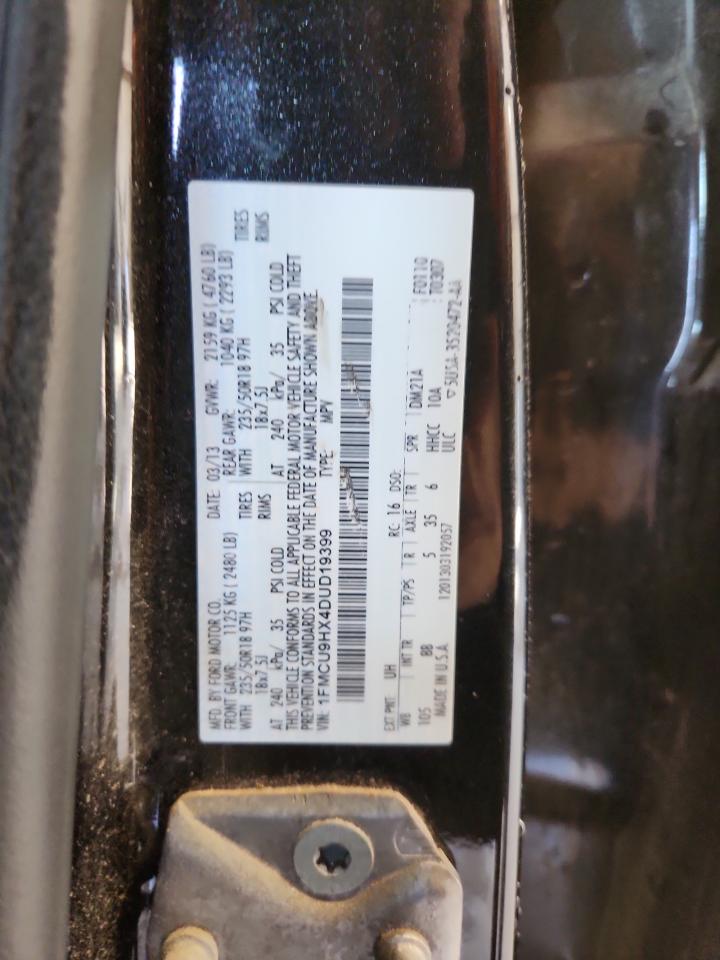 MFD. BY FORD MOTOR CO. DATE: 03/13 GVWR: 2159 KG ( 4760 LB)
FRONT GAWR: 1125 KG ( 2480 LB) REAR GAWR: 1040 KG ( 2293 LB)
WITH 235/50R18 97H TIRES WITH 235/50R18 97H TIRES
18x7.5J RIMS 18x7.5J RIMS
AT 240 kPa/ 35 PSI COLD AT 240 kPa/ 35 PSI COLD
THIS VEHICLE CONFORMS TO ALL APPLICABLE FEDERAL MOTOR VEHICLE SAFETY AND THEFT
PREVENTION STANDARDS IN EFFECT ON THE DATE OF MANUFACTURE SHOWN ABOVE.
VIN: 1FMCU9HX4DUD19399 TYPE: MPV
F0110
EXT PNT: UH RC: 16 DSO: 70307
WB INT TR TP/PS R AXLE TR SPR DM21A
105 BB 5 35 6 HHCC 10A
MADE IN U.S.A. 1201303192057 ULC 5U5A-3520472-AA